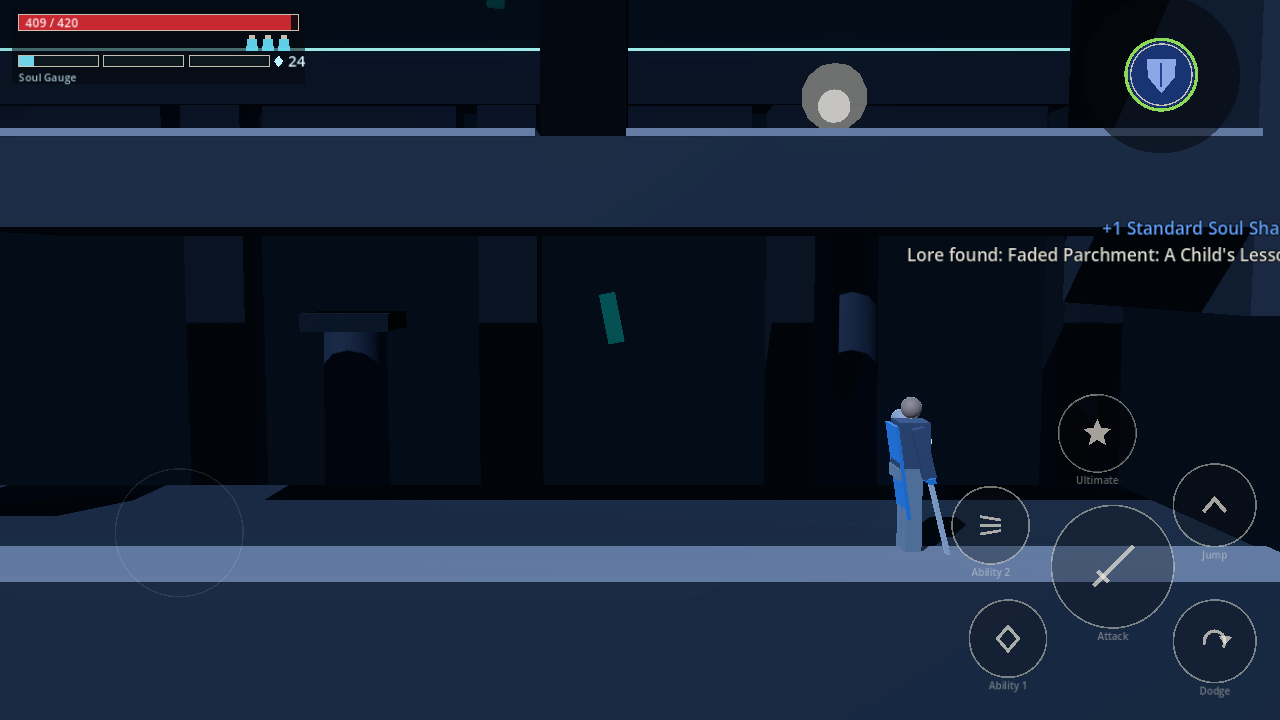 409 / 420
24
Soul Gauge
+1 Standard Soul Sha
Lore found: Faded Parchment: A Child's Lesso
Ultimate
Jump
Ability 2
Attack
Ability 1
Dodge